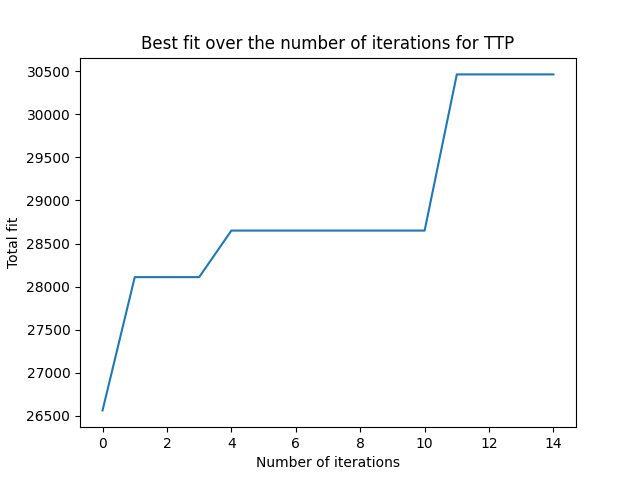 Best fit over the number of iterations for TTP
30500
30000
29500
29000
28500
28000
27500
27000
26500
Total fit
0 2 4 6 8 10 12 14
Number of iterations